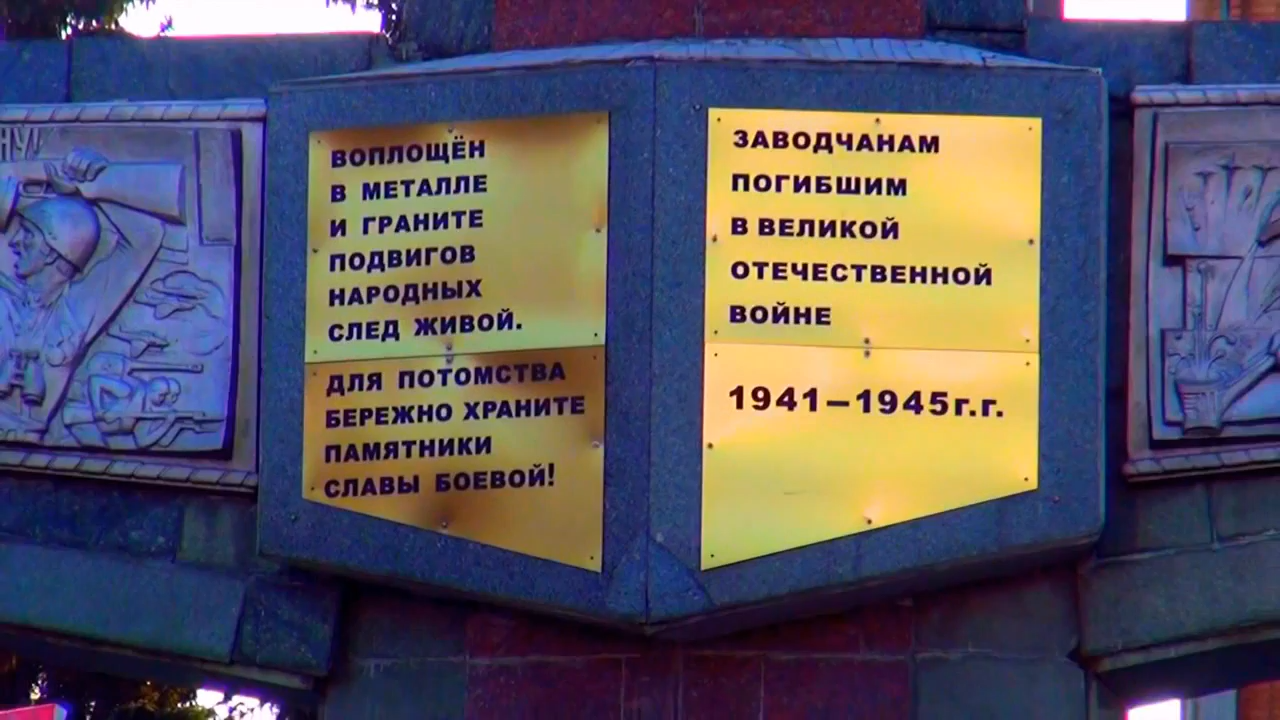 ВОПЛОЩЁН
В МЕТАЛЛЕ
И ГРАНИТЕ
ПОДВИГОВ
НАРОДНЫХ
СЛЕД ЖИВОЙ.
ДЛЯ ПОТОМСТВА
БЕРЕЖНО ХРАНИТЕ
ПАМЯТНИКИ
СЛАВЫ БОЕВОЙ!
ЗАВОДЧАНАМ
ПОГИБШИМ
В ВЕЛИКОЙ
ОТЕЧЕСТВЕННОЙ
ВОЙНЕ
1941–1945г.г.